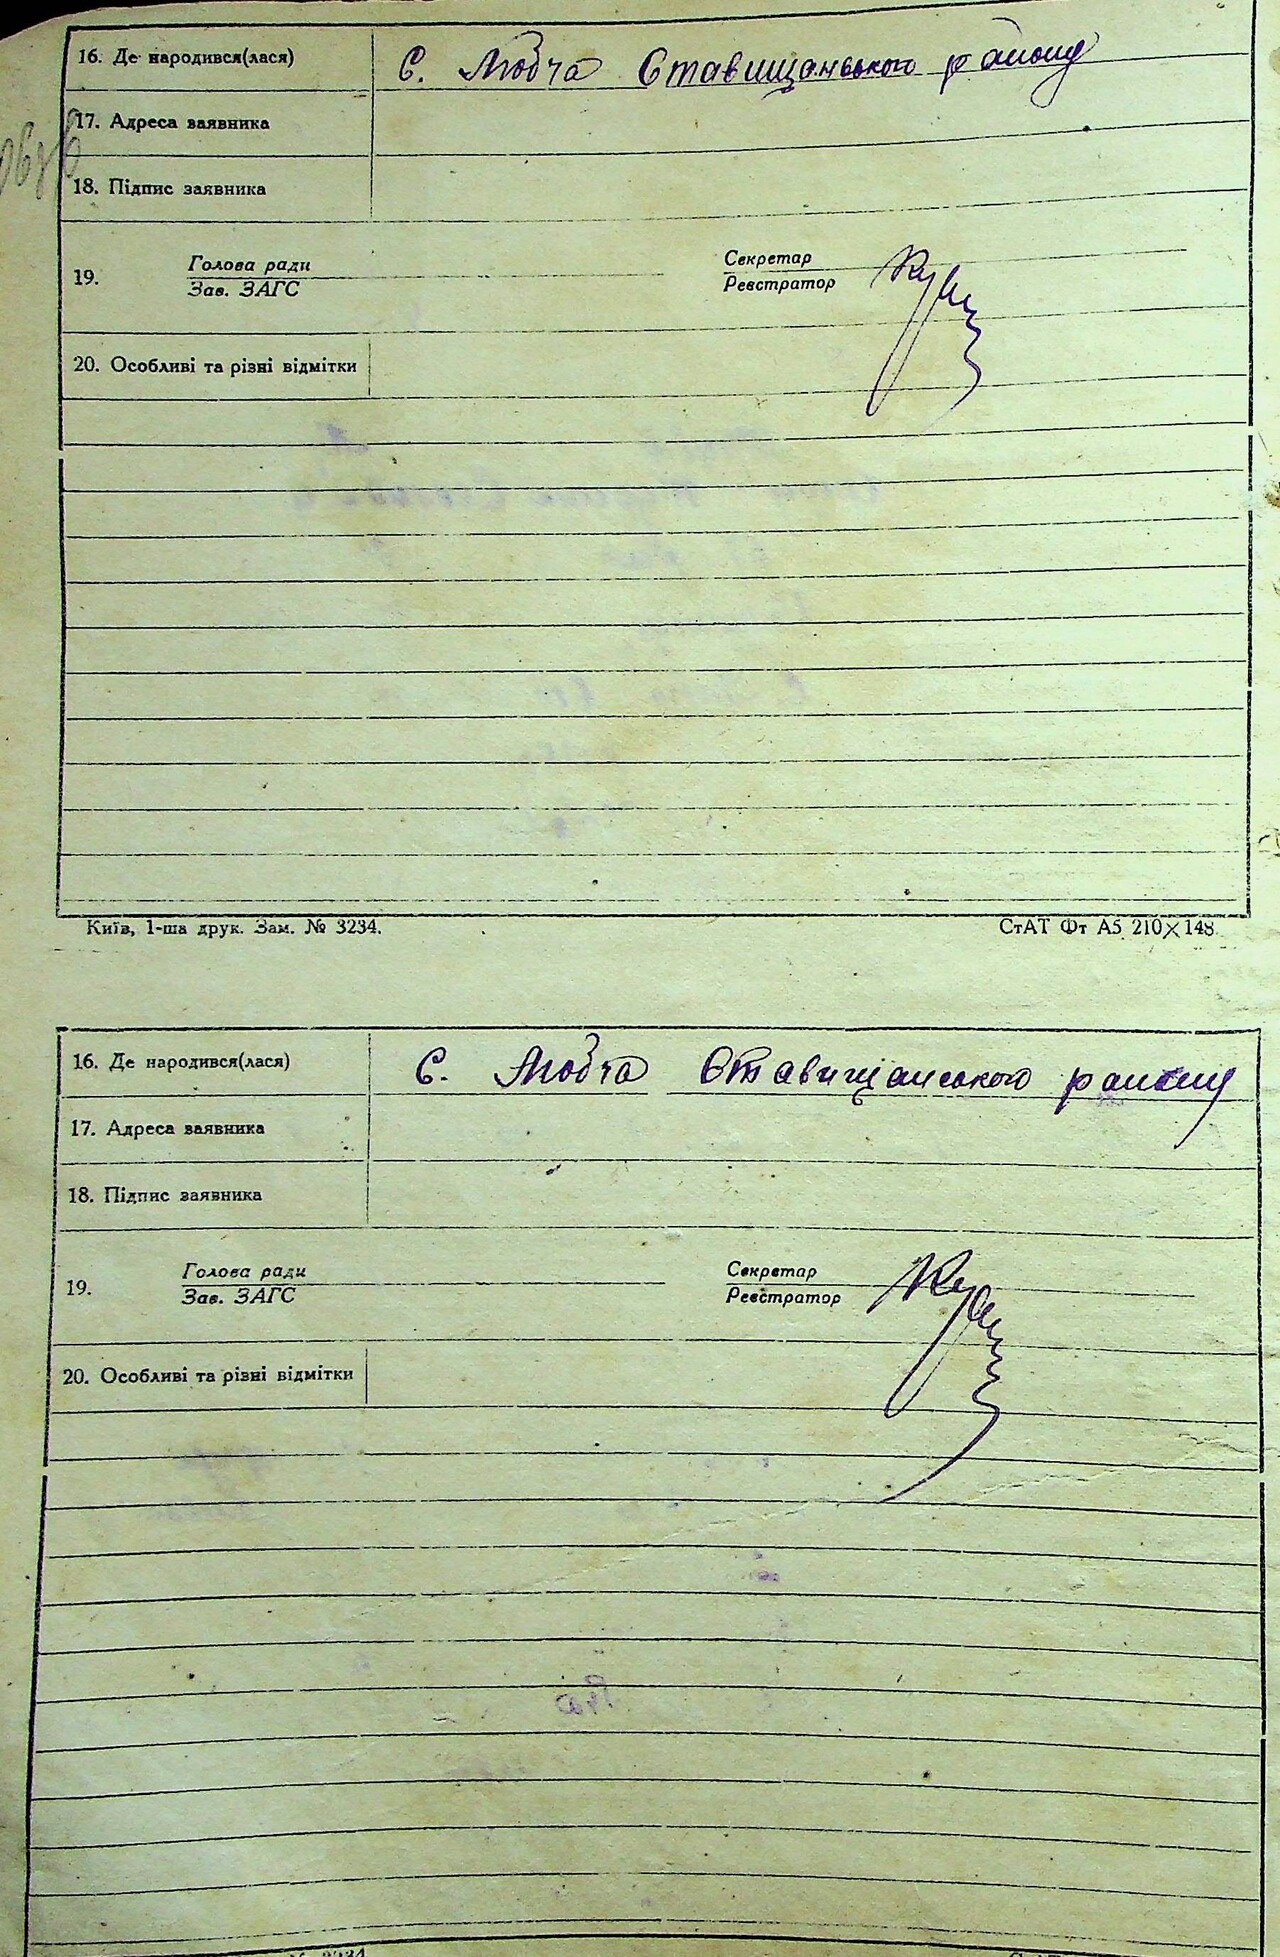 16. Де народився(лася) С. Любча Ставищанського району
17. Адреса заявника
18. Підпис заявника
19. Голова ради Секретар
Зав. ЗАГС Реєстратор
20. Особливі та різні відмітки
Київ, 1-ша друк. Зам. № 3234. СтАТ Фт А5 210×148
16. Де народився(лася) С. Любча Ставищанського району
17. Адреса заявника
18. Підпис заявника
19. Голова ради Секретар
Зав. ЗАГС Реєстратор
20. Особливі та різні відмітки